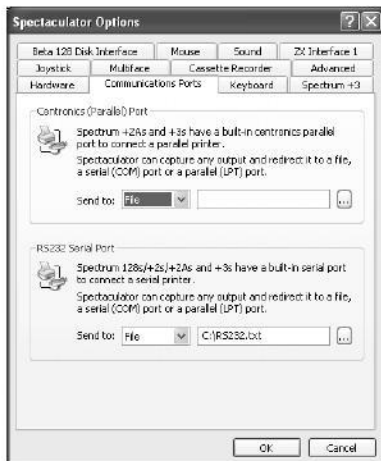 Spectaculator Options
Beta 128 Disk Interface Mouse Sound ZX Interface 1
Joystick Multiface Cassette Recorder Advanced
Hardware Communications Ports Keyboard Spectrum +3
Centronics (Parallel) Port
Spectrum +2As and +3s have a built-in centronics parallel
port to connect a parallel printer.
Spectaculator can capture any output and redirect it to a file,
a serial (COM) port or a parallel (LPT) port.
Send to: File ...
RS232 Serial Port
Spectrum 128s/+2s/+2As and +3s have a built-in serial port
to connect a serial printer.
Spectaculator can capture any output and redirect it to a file,
a serial (COM) port or a parallel (LPT) port.
Send to: File C:\RS232.txt ...
OK Cancel